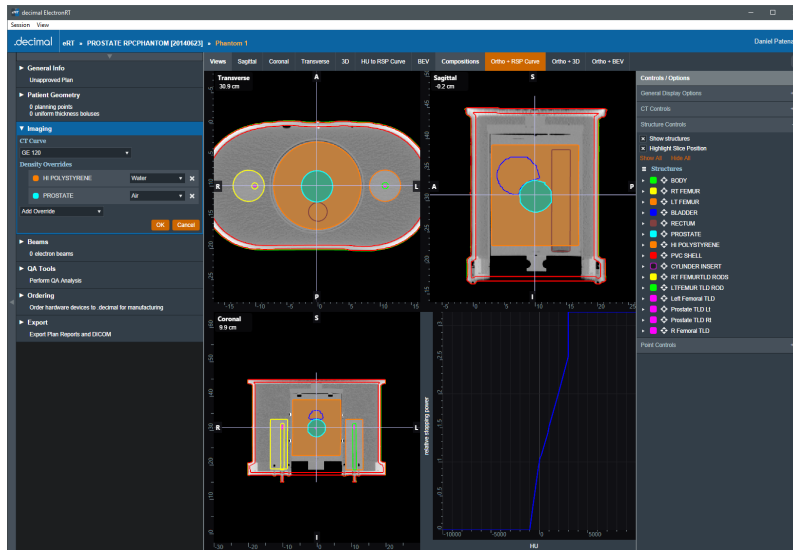 .decimal ElectronRT
Session View
.decimal eRT • PROSTATE RPCPHANTOM [20140623] • Phantom 1
Daniel Patena
General Info
Unapproved Plan
Patient Geometry
0 planning points
0 uniform thickness boluses
Imaging
CT Curve
GE 120
Density Overrides
HI POLYSTYRENE Water
PROSTATE Air
Add Override
OK Cancel
Beams
0 electron beams
QA Tools
Perform QA Analysis
Ordering
Order hardware devices to .decimal for manufacturing
Export
Export Plan Reports and DICOM
Views Sagittal Coronal Transverse 3D HU to RSP Curve BEV Compositions Ortho + RSP Curve Ortho + 3D Ortho + BEV
Transverse
30.9 cm
A
R
L
P
Sagittal
-0.2 cm
S
A
P
I
Coronal
9.9 cm
S
R
L
I
relative stopping power
-10000 -5000 0 5000
HU
Controls / Options
General Display Options
CT Controls
Structure Controls
Show structures
Highlight Slice Position
Show All Hide All
Structures
BODY
RT FEMUR
LT FEMUR
BLADDER
RECTUM
PROSTATE
HI POLYSTYRENE
PVC SHELL
CYLINDER INSERT
RT FEMURTLD RODS
LTFEMUR TLD ROD
Left Femoral TLD
Prostate TLD Lt
Prostate TLD Rt
R Femoral TLD
Point Controls